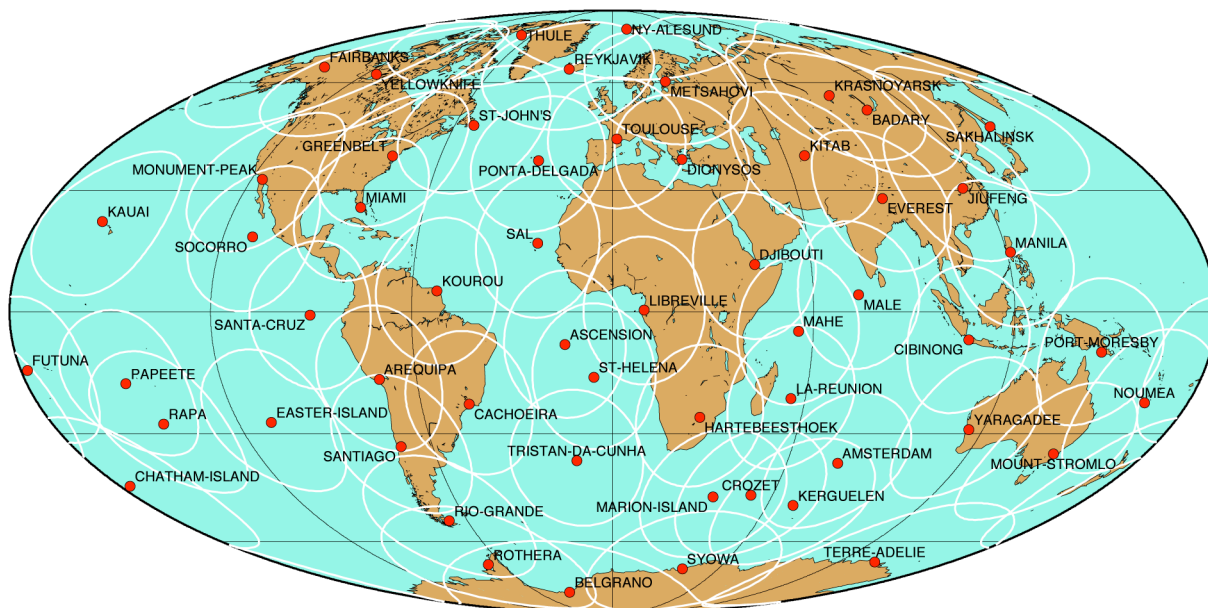 THULE
NY-ALESUND
FAIRBANKS
REYKJAVIK
YELLOWKNIFE
METSAHOVI
KRASNOYARSK
ST-JOHN'S
BADARY
SAKHALINSK
TOULOUSE
GREENBELT
KITAB
MONUMENT-PEAK
PONTA-DELGADA
DIONYSOS
MIAMI
EVEREST
JIUFENG
KAUAI
SOCORRO
SAL
MANILA
DJIBOUTI
KOUROU
LIBREVILLE
MALE
SANTA-CRUZ
ASCENSION
MAHE
CIBINONG
PORT-MORESBY
FUTUNA
PAPEETE
AREQUIPA
ST-HELENA
LA-REUNION
NOUMEA
RAPA
EASTER-ISLAND
CACHOEIRA
HARTEBEESTHOEK
YARAGADEE
SANTIAGO
TRISTAN-DA-CUNHA
AMSTERDAM
MOUNT-STROMLO
CHATHAM-ISLAND
CROZET
MARION-ISLAND
KERGUELEN
RIO-GRANDE
ROTHERA
SYOWA
TERRE-ADELIE
BELGRANO